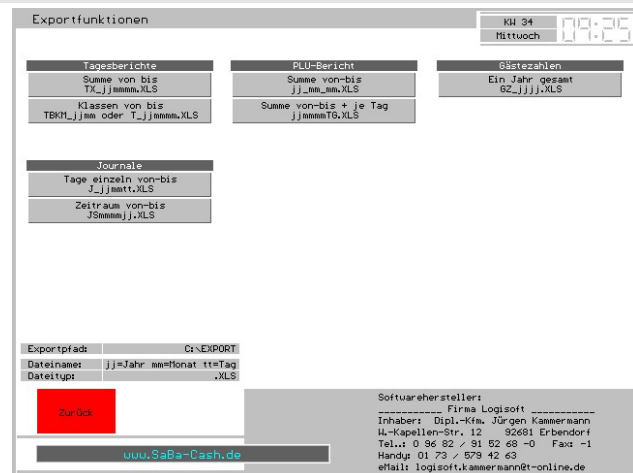 Exportfunktionen
KW 34
Mittwoch
09:25
Tagesberichte
Summe von bis
TX_jjmmmm.XLS
Klassen von bis
TBKM_jjmm oder T_jjmmmm.XLS
PLU-Bericht
Summe von-bis
jj_mm_mm.XLS
Summe von-bis + je Tag
jjmmmmTG.XLS
Gästezahlen
Ein Jahr gesamt
GZ_jjjj.XLS
Journale
Tage einzeln von-bis
J_jjmmtt.XLS
Zeitraum von-bis
JSmmmmjj.XLS
Exportpfad: C:\EXPORT
Dateiname: jj=Jahr mm=Monat tt=Tag
Dateityp: .XLS
Zurück
www.SaBa-Cash.de
Softwarehersteller:
___________ Firma Logisoft ___________
Inhaber: Dipl.-Kfm. Jürgen Kammermann
W.-Kapellen-Str. 12 92681 Erbendorf
Tel..: 0 96 82 / 91 52 68 -0 Fax: -1
Handy: 01 73 / 579 42 63
eMail: logisoft.kammermann@t-online.de